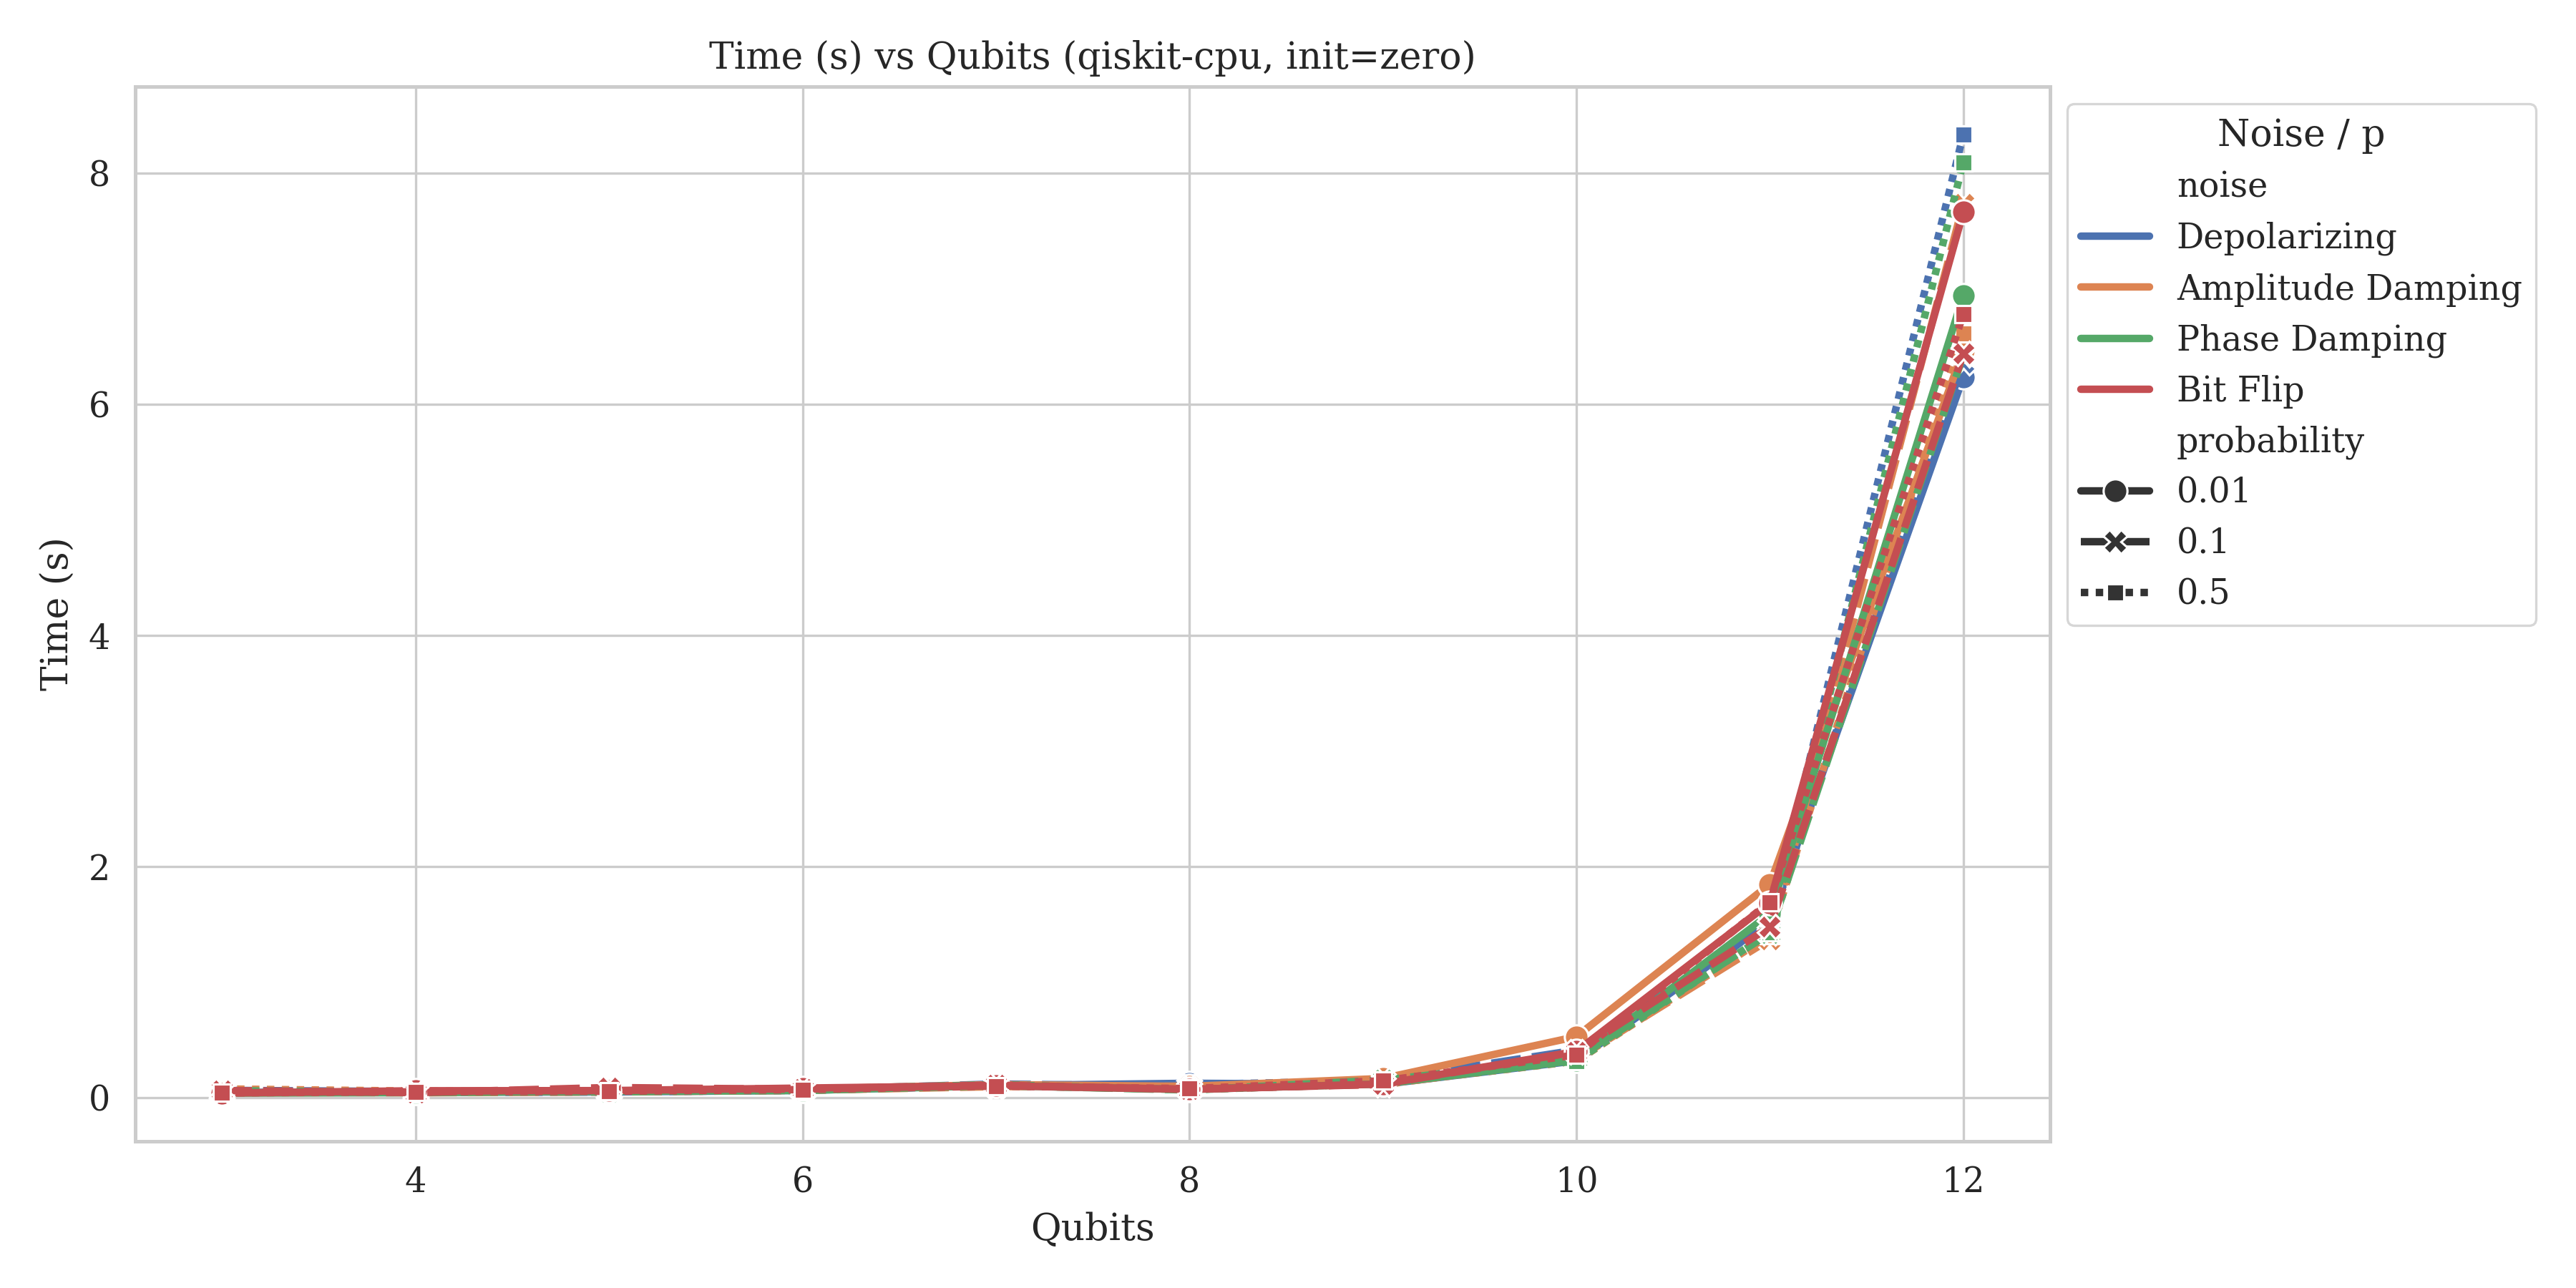 Time (s) vs Qubits (qiskit-cpu, init=zero)
Time (s)
8
6
4
2
0
4 6 8 10 12
Qubits
Noise / p
noise
Depolarizing
Amplitude Damping
Phase Damping
Bit Flip
probability
0.01
0.1
0.5